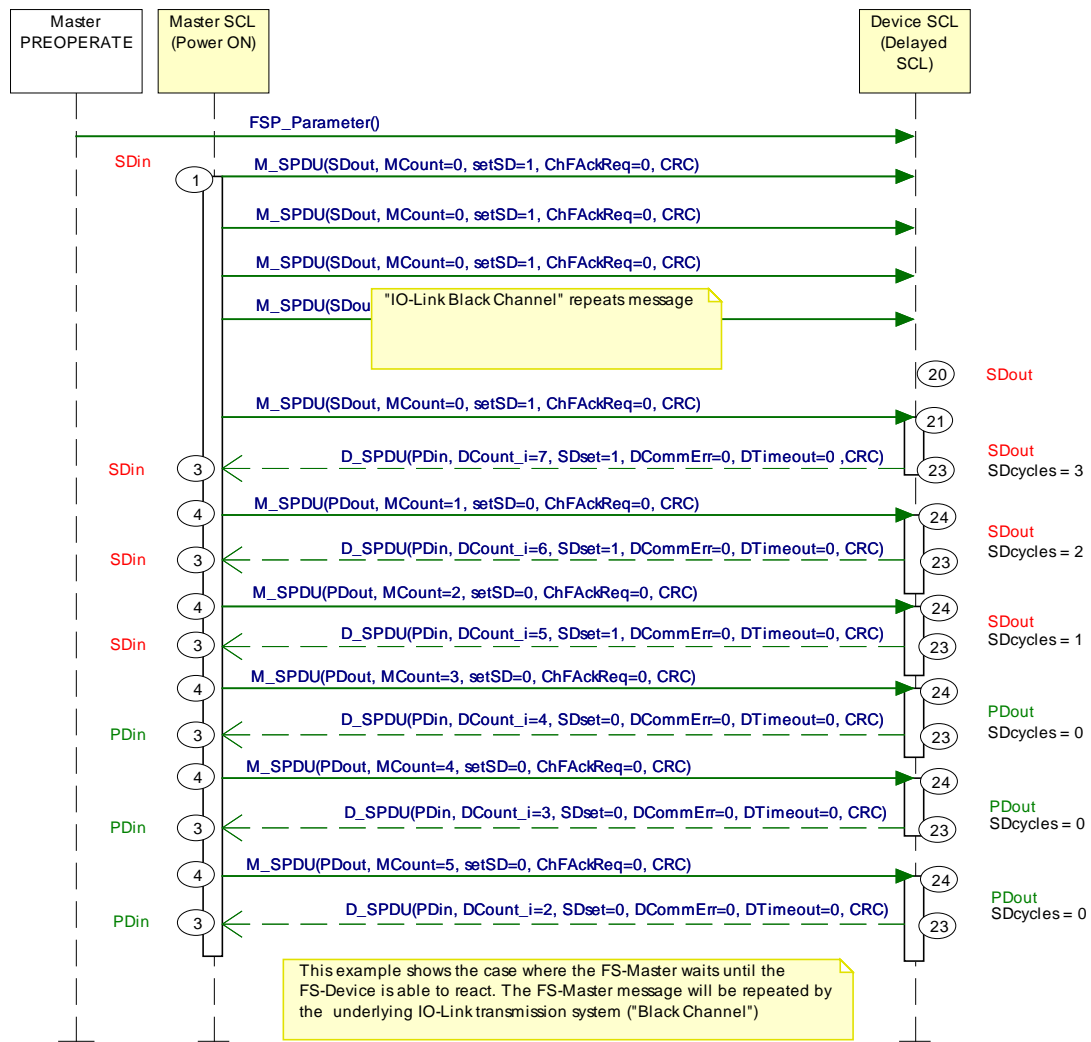 Master
PREOPERATE
Master SCL
(Power ON)
Device SCL
(Delayed
SCL)
FSP_Parameter()
SDin
M_SPDU(SDout, MCount=0, setSD=1, ChFAckReq=0, CRC)
1
M_SPDU(SDout, MCount=0, setSD=1, ChFAckReq=0, CRC)
M_SPDU(SDout, MCount=0, setSD=1, ChFAckReq=0, CRC)
M_SPDU(SDou
"IO-Link Black Channel" repeats message
20
SDout
M_SPDU(SDout, MCount=0, setSD=1, ChFAckReq=0, CRC)
21
SDin
3
D_SPDU(PDin, DCount_i=7, SDset=1, DCommErr=0, DTimeout=0 ,CRC)
23
SDout
SDcycles = 3
4
M_SPDU(PDout, MCount=1, setSD=0, ChFAckReq=0, CRC)
24
SDin
3
D_SPDU(PDin, DCount_i=6, SDset=1, DCommErr=0, DTimeout=0, CRC)
23
SDout
SDcycles = 2
4
M_SPDU(PDout, MCount=2, setSD=0, ChFAckReq=0, CRC)
24
SDin
3
D_SPDU(PDin, DCount_i=5, SDset=1, DCommErr=0, DTimeout=0, CRC)
23
SDout
SDcycles = 1
4
M_SPDU(PDout, MCount=3, setSD=0, ChFAckReq=0, CRC)
24
PDin
3
D_SPDU(PDin, DCount_i=4, SDset=0, DCommErr=0, DTimeout=0, CRC)
23
PDout
SDcycles = 0
4
M_SPDU(PDout, MCount=4, setSD=0, ChFAckReq=0, CRC)
24
PDin
3
D_SPDU(PDin, DCount_i=3, SDset=0, DCommErr=0, DTimeout=0, CRC)
23
PDout
SDcycles = 0
4
M_SPDU(PDout, MCount=5, setSD=0, ChFAckReq=0, CRC)
24
PDin
3
D_SPDU(PDin, DCount_i=2, SDset=0, DCommErr=0, DTimeout=0, CRC)
23
PDout
SDcycles = 0
This example shows the case where the FS-Master waits until the
FS-Device is able to react. The FS-Master message will be repeated by
the underlying IO-Link transmission system ("Black Channel")